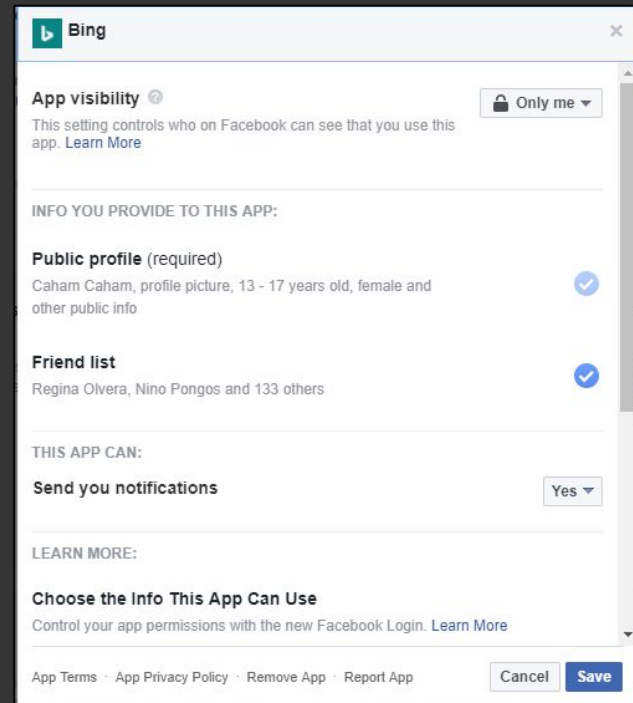 Bing
App visibility
Only me
This setting controls who on Facebook can see that you use this
app. Learn More
INFO YOU PROVIDE TO THIS APP:
Public profile (required)
Caham Caham, profile picture, 13 - 17 years old, female and
other public info
Friend list
Regina Olvera, Nino Pongos and 133 others
THIS APP CAN:
Send you notifications
Yes
LEARN MORE:
Choose the Info This App Can Use
Control your app permissions with the new Facebook Login. Learn More
App Terms · App Privacy Policy · Remove App · Report App
Cancel
Save